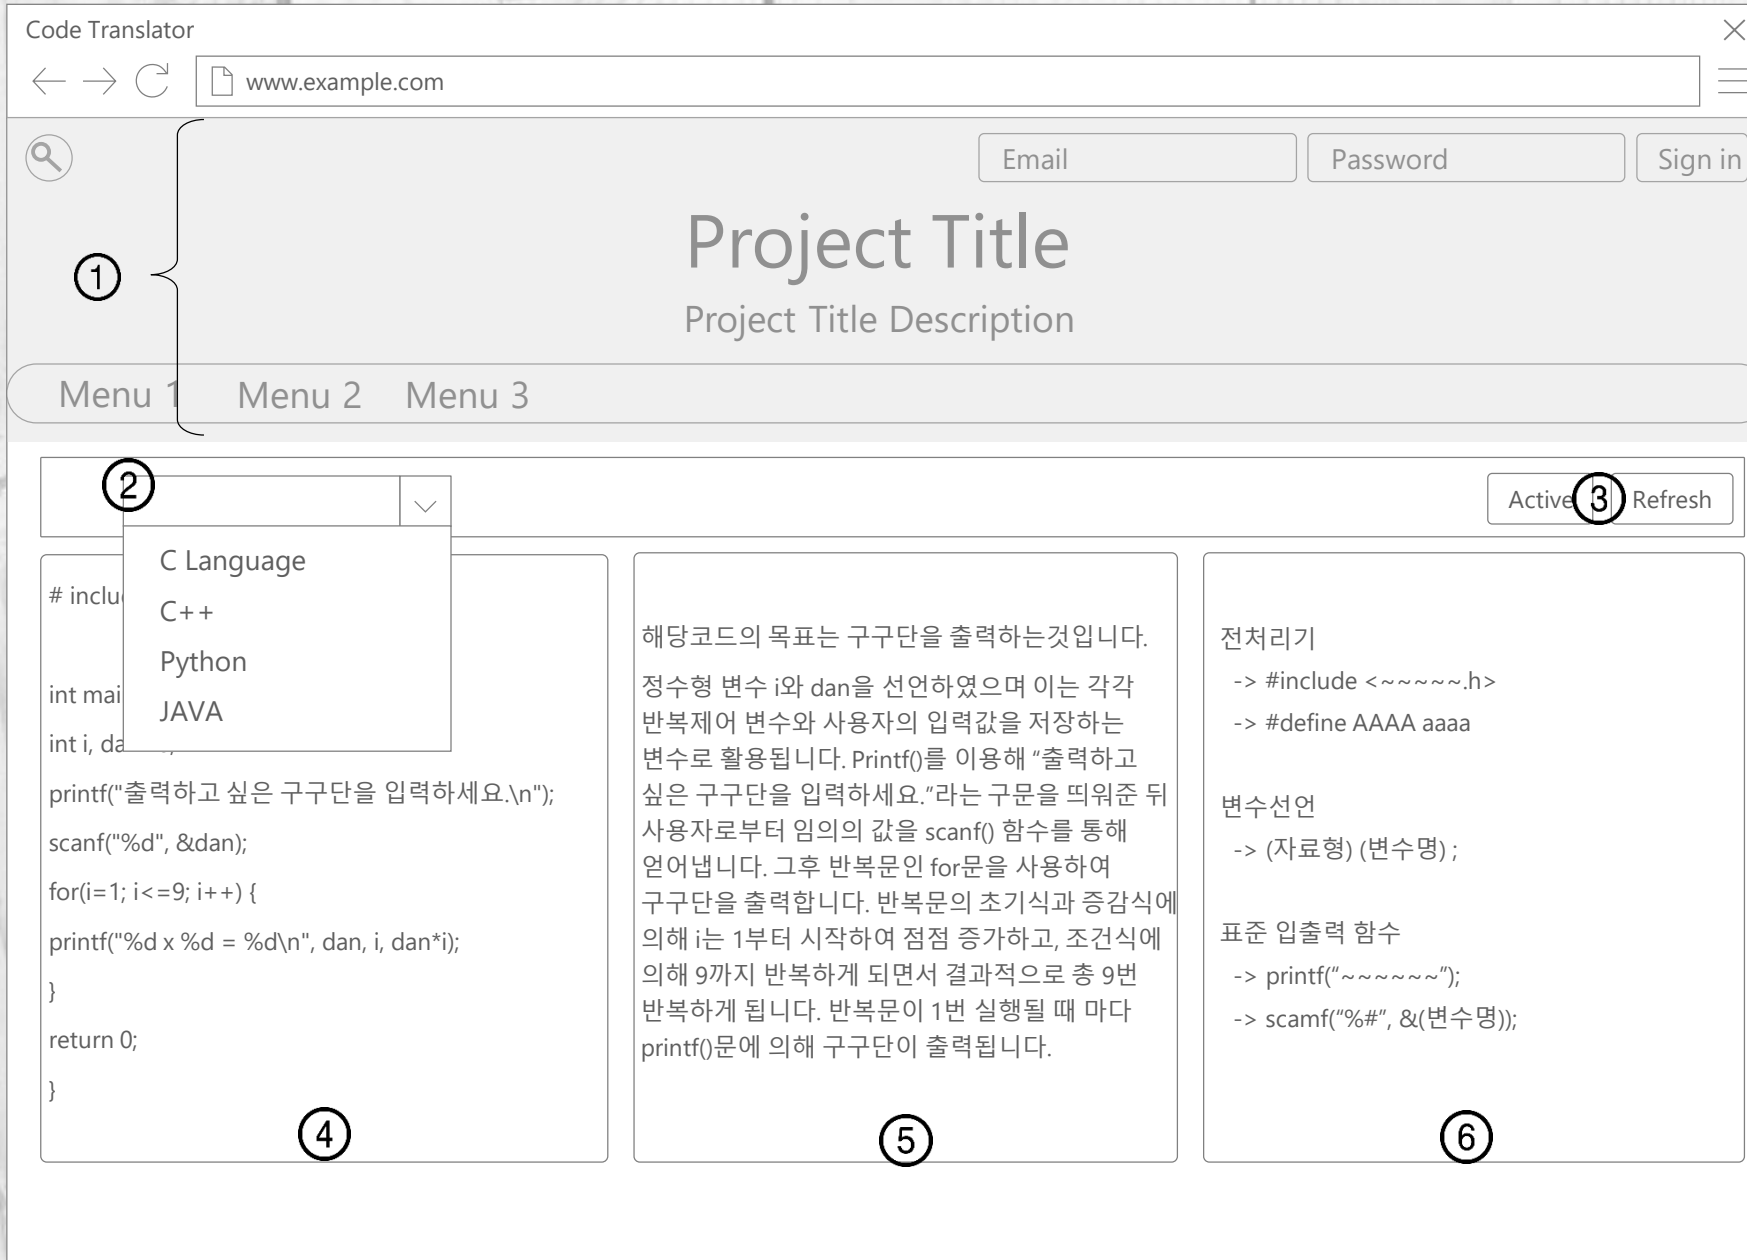 Code Translator
www.example.com
Email
Password
Sign in
Project Title
①
Project Title Description
Menu 1
Menu 2
Menu 3
②
Active
③
Refresh
C Language
C++
Python
JAVA
# inclu
int mai
int i, da
printf("출력하고 싶은 구구단을 입력하세요.\n");
scanf("%d", &dan);
for(i=1; i<=9; i++) {
printf("%d x %d = %d\n", dan, i, dan*i);
}
return 0;
}
④
해당코드의 목표는 구구단을 출력하는것입니다.
정수형 변수 i와 dan을 선언하였으며 이는 각각
반복제어 변수와 사용자의 입력값을 저장하는
변수로 활용됩니다. Printf()를 이용해 “출력하고
싶은 구구단을 입력하세요.”라는 구문을 띄워준 뒤
사용자로부터 임의의 값을 scanf() 함수를 통해
얻어냅니다. 그후 반복문인 for문을 사용하여
구구단을 출력합니다. 반복문의 초기식과 증감식에
의해 i는 1부터 시작하여 점점 증가하고, 조건식에
의해 9까지 반복하게 되면서 결과적으로 총 9번
반복하게 됩니다. 반복문이 1번 실행될 때 마다
printf()문에 의해 구구단이 출력됩니다.
⑤
전처리기
-> #include <~~~~~.h>
-> #define AAAA aaaa
변수선언
-> (자료형) (변수명) ;
표준 입출력 함수
-> printf(“~~~~~~”);
-> scamf(“%#”, &(변수명));
⑥